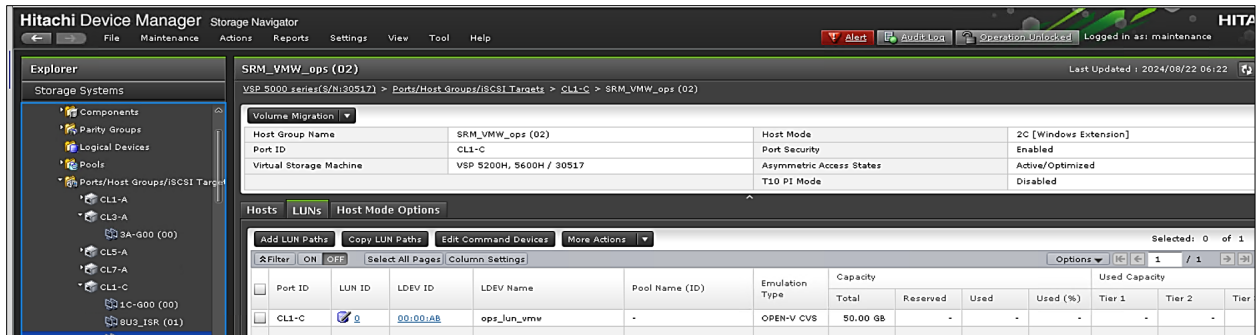 Hitachi Device Manager Storage Navigator
HITA
File Maintenance Actions Reports Settings View Tool Help
Alert Audit Log Operation Unlocked Logged in as: maintenance
Explorer
Storage Systems
Components
Parity Groups
Logical Devices
Pools
Ports/Host Groups/iSCSI Target
CL1-A
CL3-A
3A-G00 (00)
CL5-A
CL7-A
CL1-C
1C-G00 (00)
8U3_ISR (01)
SRM_VMW_ops (02)
Last Updated : 2024/08/22 06:22
VSP 5000 series(S/N:30517) > Ports/Host Groups/iSCSI Targets > CL1-C > SRM_VMW_ops (02)
Volume Migration
Host Group Name SRM_VMW_ops (02) Host Mode 2C [Windows Extension]
Port ID CL1-C Port Security Enabled
Virtual Storage Machine VSP 5200H, 5600H / 30517 Asymmetric Access States Active/Optimized
T10 PI Mode Disabled
Hosts LUNs Host Mode Options
Add LUN Paths Copy LUN Paths Edit Command Devices More Actions Selected: 0 of 1
Filter ON OFF Select All Pages Column Settings Options 1 / 1
Port ID LUN ID LDEV ID LDEV Name Pool Name (ID) Emulation Type Capacity Used Capacity
Total Reserved Used Used (%) Tier 1 Tier 2 Tier
CL1-C 0 00:00:AB ops_lun_vmw - OPEN-V CVS 50.00 GB - - - - -